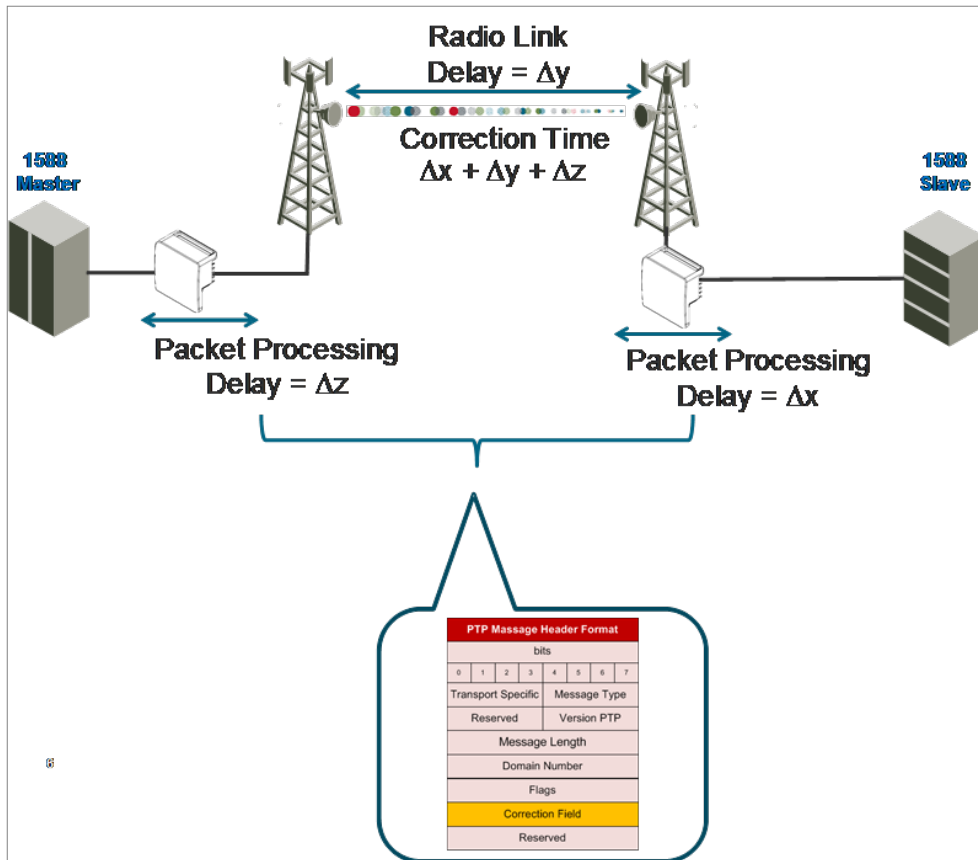 Radio Link
Delay = Δy
Correction Time
Δx + Δy + Δz
1588
Master
1588
Slave
Packet Processing
Delay = Δz
Packet Processing
Delay = Δx
PTP Massage Header Format
bits
0 1 2 3 4 5 6 7
Transport Specific Message Type
Reserved Version PTP
Message Length
Domain Number
Flags
Correction Field
Reserved
6